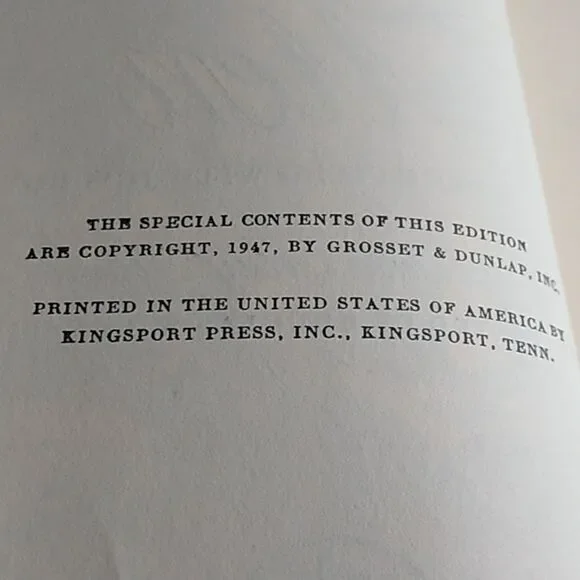 THE SPECIAL CONTENTS OF THIS EDITION
ARE COPYRIGHT, 1947, BY GROSSET & DUNLAP, INC.
PRINTED IN THE UNITED STATES OF AMERICA BY
KINGSPORT PRESS, INC., KINGSPORT, TENN.